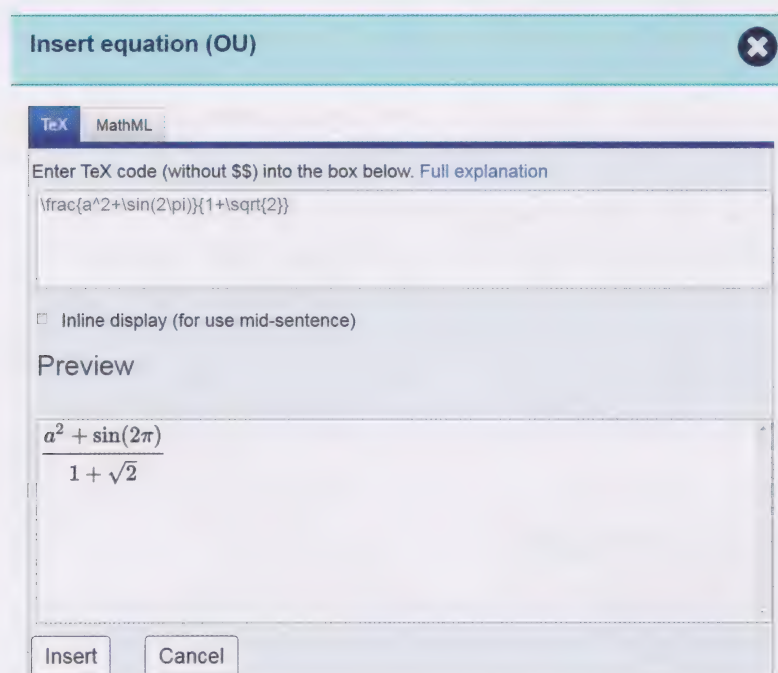 Insert equation (OU)
TeX MathML
Enter TeX code (without $$) into the box below. Full explanation
\frac{a^2+\sin(2\pi)}{1+\sqrt{2}}
Inline display (for use mid-sentence)
Preview
a² + sin(2π)
1 + √2
Insert Cancel